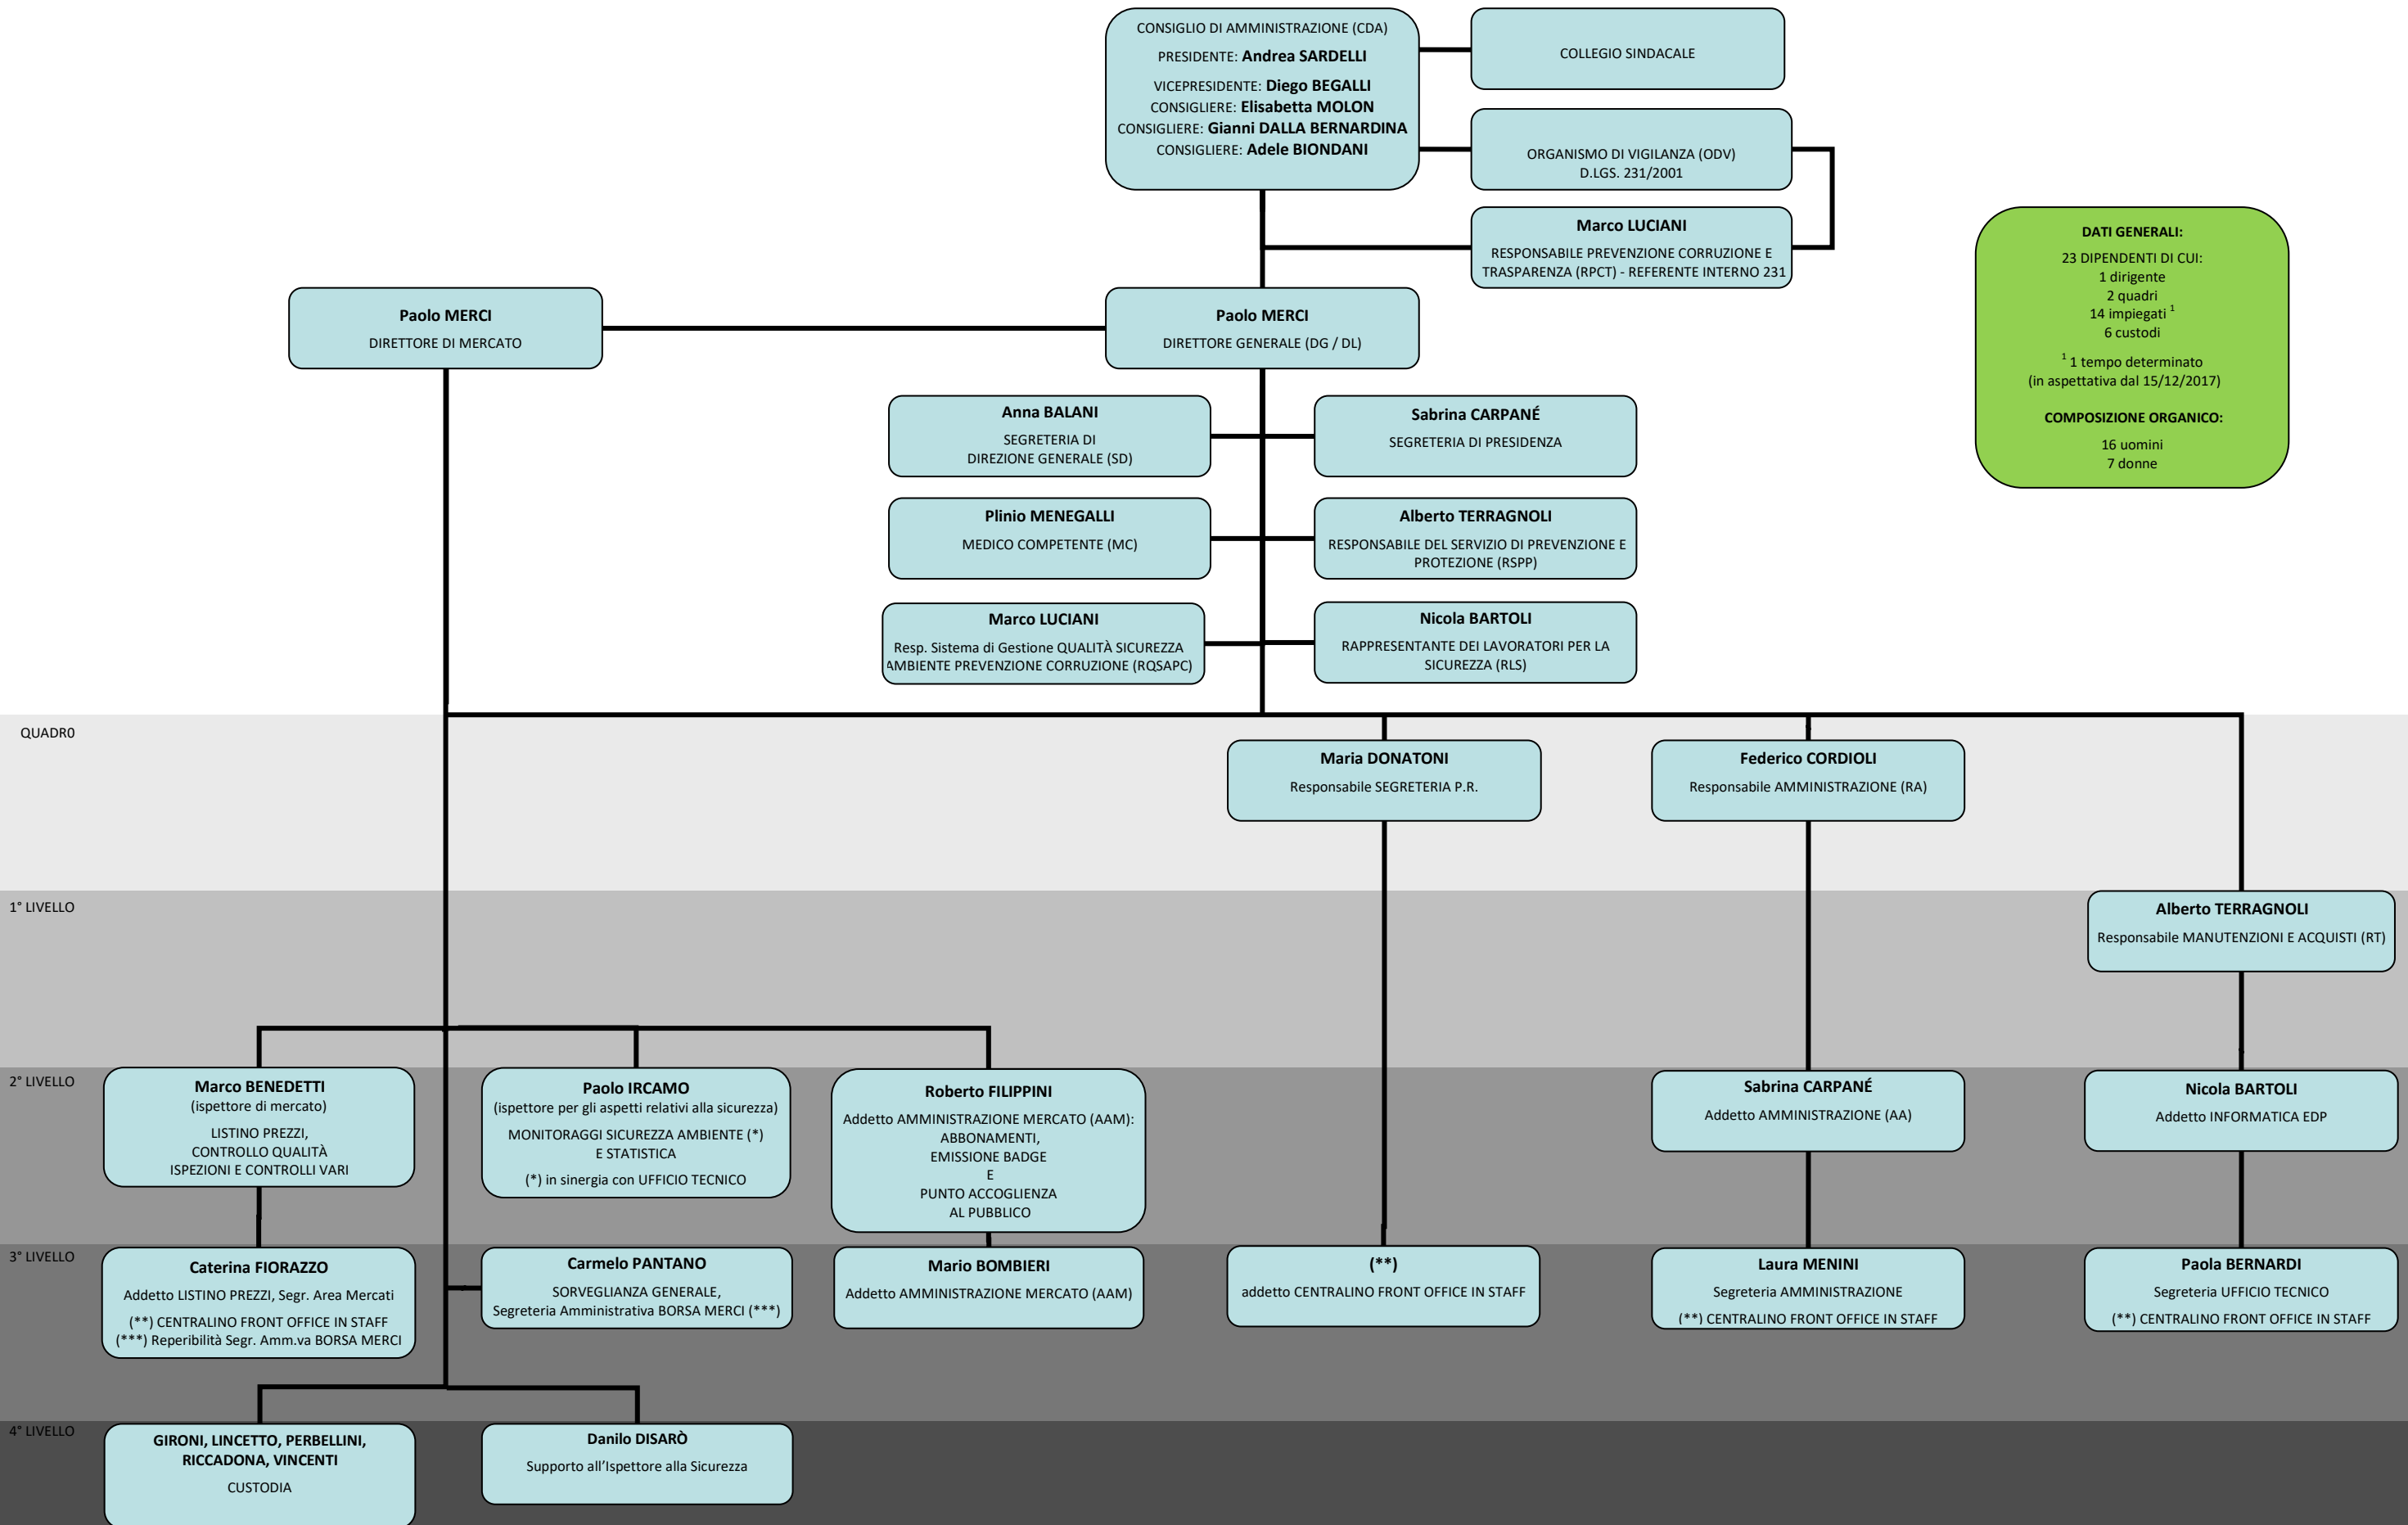 CONSIGLIO DI AMMINISTRAZIONE (CDA)
PRESIDENTE: Andrea SARDELLI
VICEPRESIDENTE: Diego BEGALLI
CONSIGLIERE: Elisabetta MOLON
CONSIGLIERE: Gianni DALLA BERNARDINA
CONSIGLIERE: Adele BIONDANI
COLLEGIO SINDACALE
ORGANISMO DI VIGILANZA (ODV)
D.LGS. 231/2001
Marco LUCIANI
RESPONSABILE PREVENZIONE CORRUZIONE E
TRASPARENZA (RPCT) - REFERENTE INTERNO 231
DATI GENERALI:
23 DIPENDENTI DI CUI:
1 dirigente
2 quadri
14 impiegati 1
6 custodi
1 1 tempo determinato
(in aspettativa dal 15/12/2017)
COMPOSIZIONE ORGANICO:
16 uomini
7 donne
Paolo MERCI
DIRETTORE DI MERCATO
Paolo MERCI
DIRETTORE GENERALE (DG / DL)
Anna BALANI
SEGRETERIA DI
DIREZIONE GENERALE (SD)
Sabrina CARPANÉ
SEGRETERIA DI PRESIDENZA
Plinio MENEGALLI
MEDICO COMPETENTE (MC)
Alberto TERRAGNOLI
RESPONSABILE DEL SERVIZIO DI PREVENZIONE E
PROTEZIONE (RSPP)
Marco LUCIANI
Resp. Sistema di Gestione QUALITÀ SICUREZZA
AMBIENTE PREVENZIONE CORRUZIONE (RQSAPC)
Nicola BARTOLI
RAPPRESENTANTE DEI LAVORATORI PER LA
SICUREZZA (RLS)
QUADR0
Maria DONATONI
Responsabile SEGRETERIA P.R.
Federico CORDIOLI
Responsabile AMMINISTRAZIONE (RA)
1° LIVELLO
Alberto TERRAGNOLI
Responsabile MANUTENZIONI E ACQUISTI (RT)
2° LIVELLO
Marco BENEDETTI
(ispettore di mercato)
LISTINO PREZZI,
CONTROLLO QUALITÀ
ISPEZIONI E CONTROLLI VARI
Paolo IRCAMO
(ispettore per gli aspetti relativi alla sicurezza)
MONITORAGGI SICUREZZA AMBIENTE (*)
E STATISTICA
(*) in sinergia con UFFICIO TECNICO
Roberto FILIPPINI
Addetto AMMINISTRAZIONE MERCATO (AAM):
ABBONAMENTI,
EMISSIONE BADGE
E
PUNTO ACCOGLIENZA
AL PUBBLICO
Sabrina CARPANÉ
Addetto AMMINISTRAZIONE (AA)
Nicola BARTOLI
Addetto INFORMATICA EDP
3° LIVELLO
Caterina FIORAZZO
Addetto LISTINO PREZZI, Segr. Area Mercati
(**) CENTRALINO FRONT OFFICE IN STAFF
(***) Reperibilità Segr. Amm.va BORSA MERCI
Carmelo PANTANO
SORVEGLIANZA GENERALE,
Segreteria Amministrativa BORSA MERCI (***)
Mario BOMBIERI
Addetto AMMINISTRAZIONE MERCATO (AAM)
(**)
addetto CENTRALINO FRONT OFFICE IN STAFF
Laura MENINI
Segreteria AMMINISTRAZIONE
(**) CENTRALINO FRONT OFFICE IN STAFF
Paola BERNARDI
Segreteria UFFICIO TECNICO
(**) CENTRALINO FRONT OFFICE IN STAFF
4° LIVELLO
GIRONI, LINCETTO, PERBELLINI,
RICCADONA, VINCENTI
CUSTODIA
Danilo DISARÒ
Supporto all'Ispettore alla Sicurezza